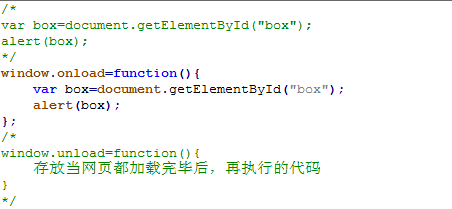 /*
var box=document.getElementById("box");
alert(box);
*/
window.onload=function(){
    var box=document.getElementById("box");
    alert(box);
};
/*
window.unload=function(){
    存放当网页都加载完毕后，再执行的代码
}
*/